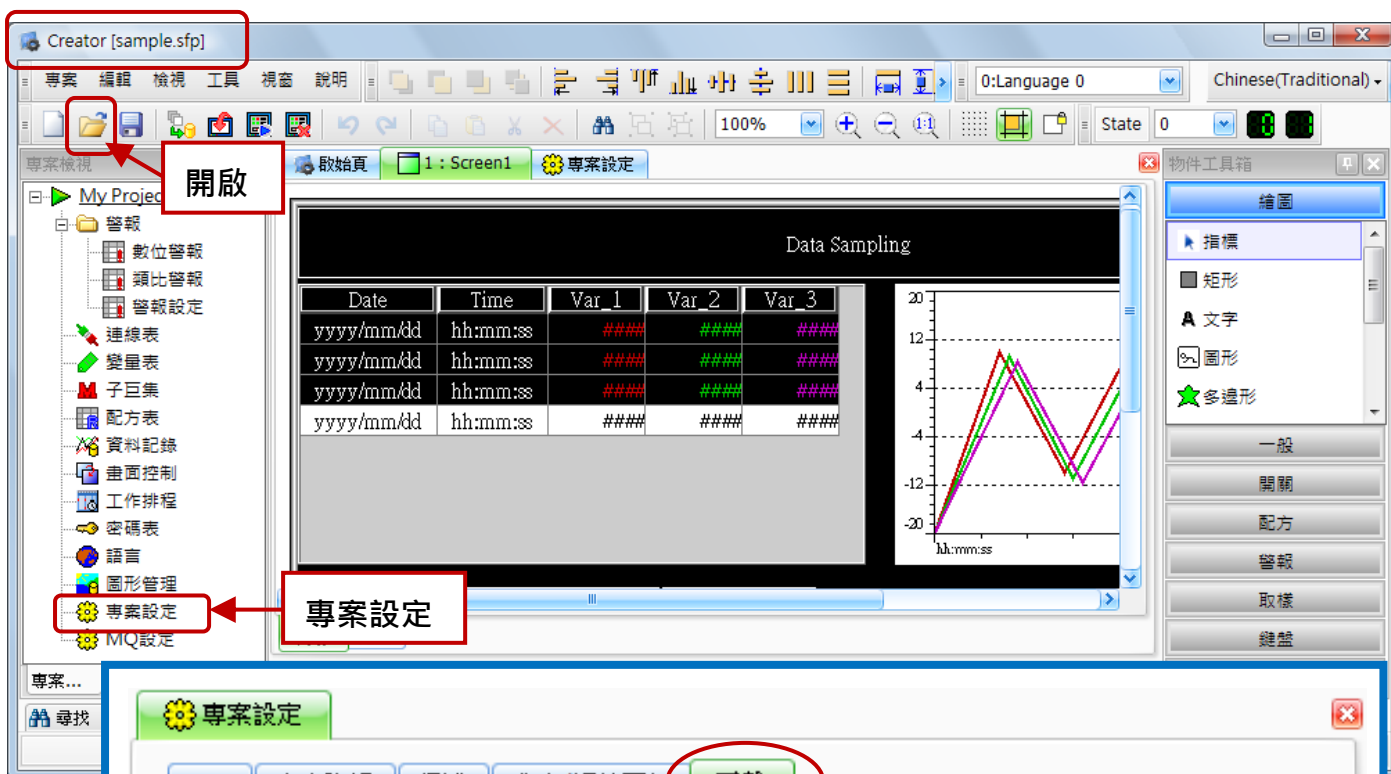 Creator [sample.sfp]
專案 編輯 檢視 工具 視窗 說明 0:Language 0 Chinese(Traditional)
100% State 0
專案檢視
開啟
啟始頁 1 : Screen1 專案設定
物件工具箱
My Projec
警報
數位警報
類比警報
警報設定
連線表
變量表
子巨集
配方表
資料記錄
畫面控制
工作排程
密碼表
語言
圖形管理
專案設定
MQ設定
專案設定
Data Sampling
Date Time Var_1 Var_2 Var_3
yyyy/mm/dd hh:mm:ss #### #### ####
yyyy/mm/dd hh:mm:ss #### #### ####
yyyy/mm/dd hh:mm:ss #### #### ####
yyyy/mm/dd hh:mm:ss #### #### ####
20
12
4
-4
-12
-20
hh:mm:ss
繪圖
指標
矩形
文字
圖形
多邊形
一般
開關
配方
警報
取樣
鍵盤
專案...
尋找
專案設定